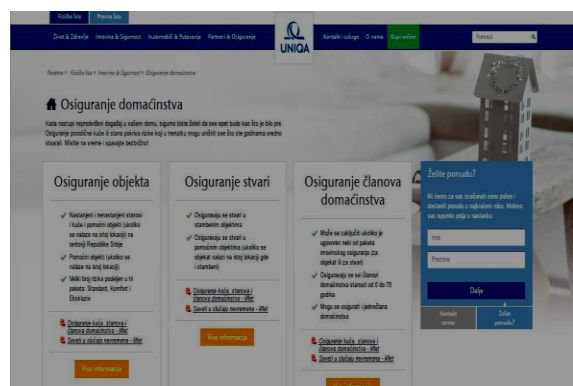 Fizička lica
Pravna lica
Život & Zdravlje Imovina & Sigurnost Automobili & Putovanja Partneri & Osiguranje
UNIQA
Kontakt i usluge O nama Kupi online
Pretraži
Početna > Fizička lica > Imovina & Sigurnost > Osiguranje domaćinstva
Osiguranje domaćinstva
Kada nastupi nepredviđeni događaj u vašem domu, sigurno biste želeli da sve opet bude kao što je bilo pre.
Osiguranje porodične kuće ili stana pokriva rizike koji u trenutku mogu uništiti sve što ste godinama vredno
stvarali. Mislite na vreme i spavajte bezbrižno!
Osiguranje objekta
Nastanjeni i nenastanjeni stanovi
i kuće i pomoćni objekti (ukoliko
se nalaze na istoj lokaciji) na
teritoriji Republike Srbije
Pomoćni objekti (ukoliko se
nalaze na istoj lokaciji)
Veliki broj rizika podeljen u tri
paketa: Standard, Komfort i
Ekskluziv
Osiguranje kuća, stanova i
članova domaćinstva - liflet
Saveti u slučaju nevremena - liflet
Više informacija
Osiguranje stvari
Osiguravaju se stvari u
stambenim objektima
Osiguravaju se stvari u
pomoćnim objektima (ukoliko se
objekat nalazi na istoj lokaciji gde
i stambeni)
Osiguranje kuća, stanova i
članova domaćinstva - liflet
Saveti u slučaju nevremena - liflet
Više informacija
Osiguranje članova
domaćinstva
Može se zaključiti ukoliko je
ugovoren neki od paketa
imovinskog osiguranja (za
objekat ili za stvari)
Osiguravaju se svi članovi
domaćinstva starosti od 0 do 75
godina
Mogu se osigurati i jednočlana
domaćinstva
Osiguranje kuća, stanova i
članova domaćinstva - liflet
Saveti u slučaju nevremena - liflet
Želite ponudu?
Mi ćemo za vas izračunati cenu polise i
dostaviti ponudu u najkraćem roku. Molimo
vas ispunite polja u nastavku.
Ime
Prezime
Dalje
Kontakt
centar
Želite
ponudu?